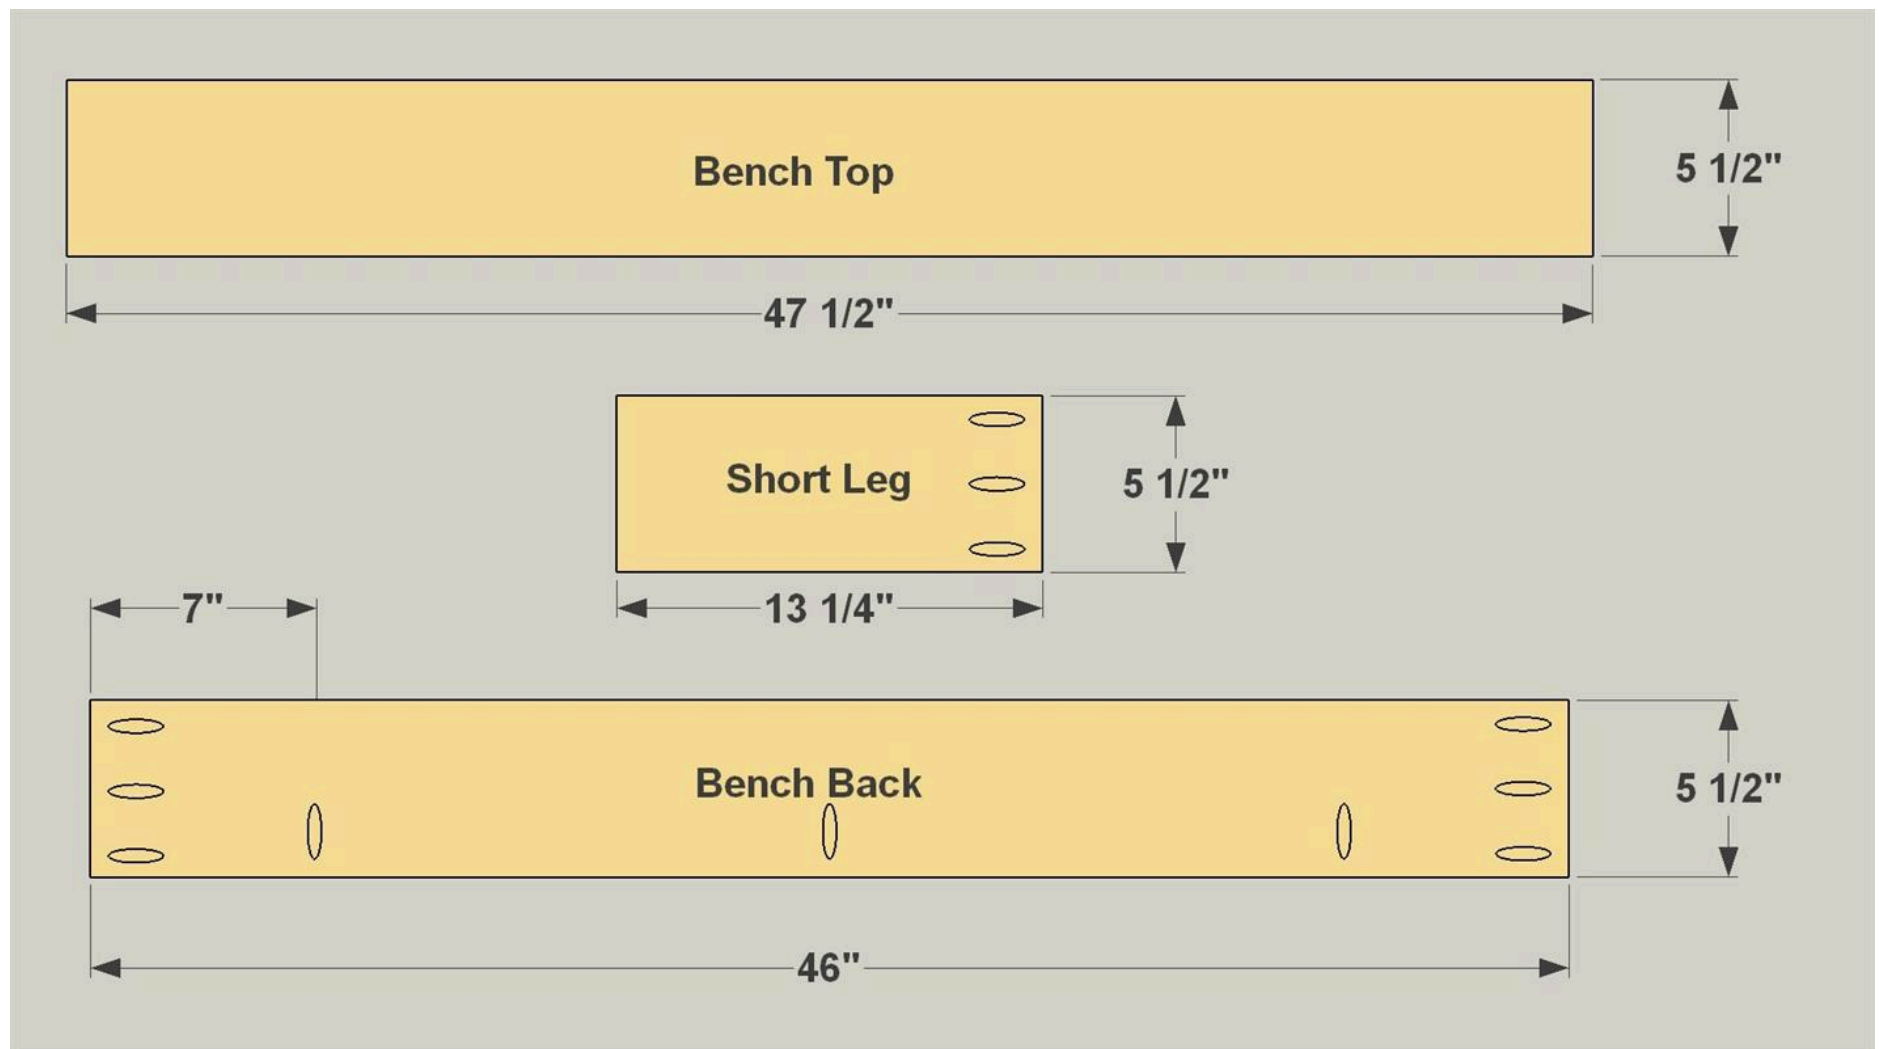 Bench Top
5 1/2"
47 1/2"
Short Leg
5 1/2"
13 1/4"
7"
Bench Back
5 1/2"
46"